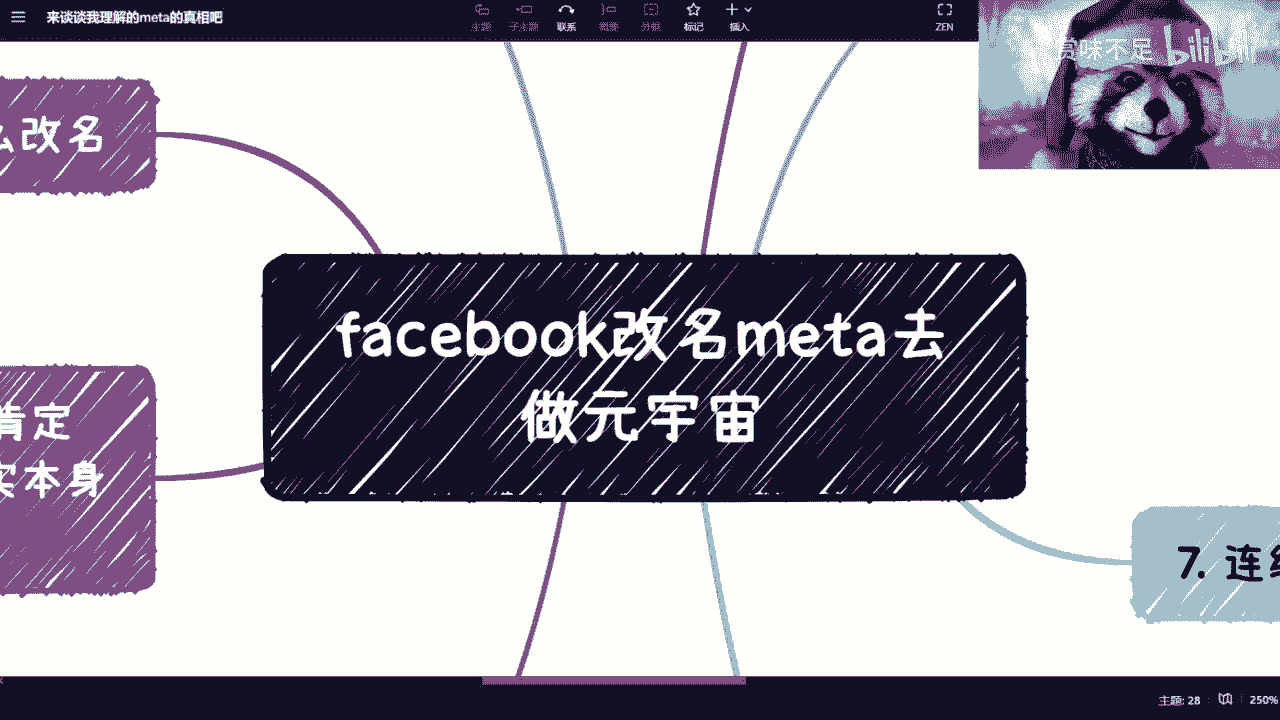 来谈谈我理解的meta的真相吧
主题
子主题
联系
概要
外框
标记
插入
ZEN
赏味不足 bilibili
么改名
facebook改名meta去
做元宇宙
肯定
实本身
7. 连续
主题: 28
250%